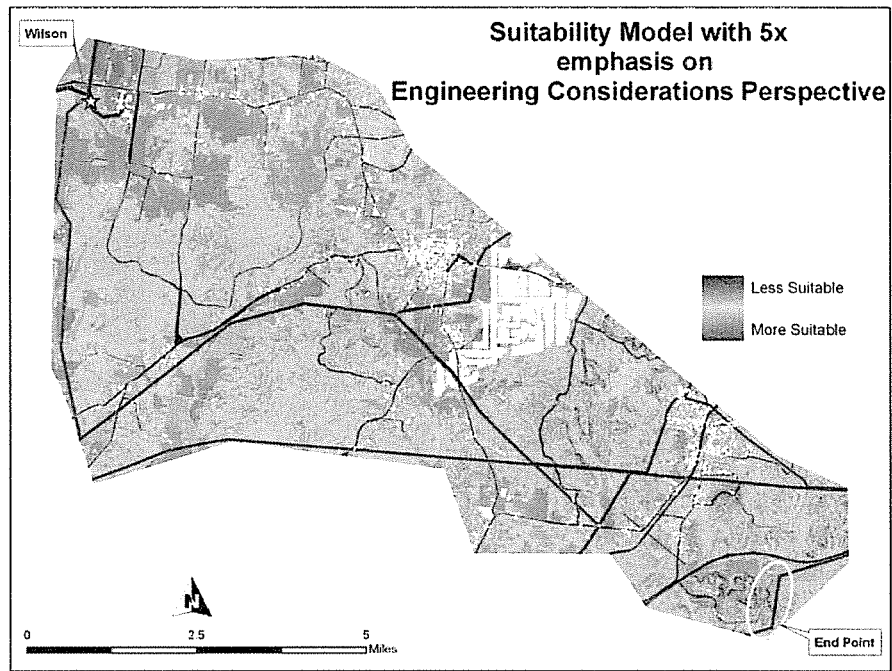 Wilson
Suitability Model with 5x
emphasis on
Engineering Considerations Perspective
Less Suitable
More Suitable
N
0 2.5 5
Miles
End Point